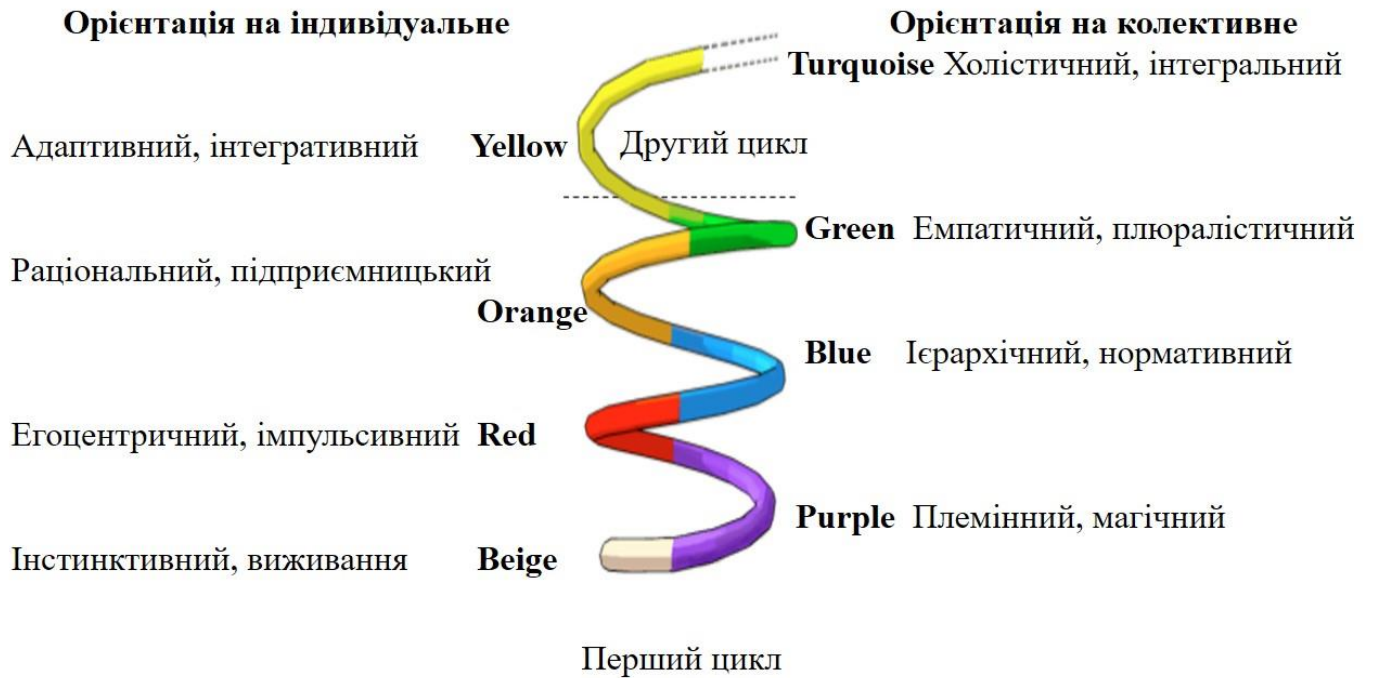 Орієнтація на індивідуальне
Орієнтація на колективне
Turquoise Холістичний, інтегральний
Адаптивний, інтегративний Yellow Другий цикл
Green Емпатичний, плюралістичний
Раціональний, підприємницький
Orange
Blue Ієрархічний, нормативний
Егоцентричний, імпульсивний Red
Purple Племінний, магічний
Інстинктивний, виживання Beige
Перший цикл